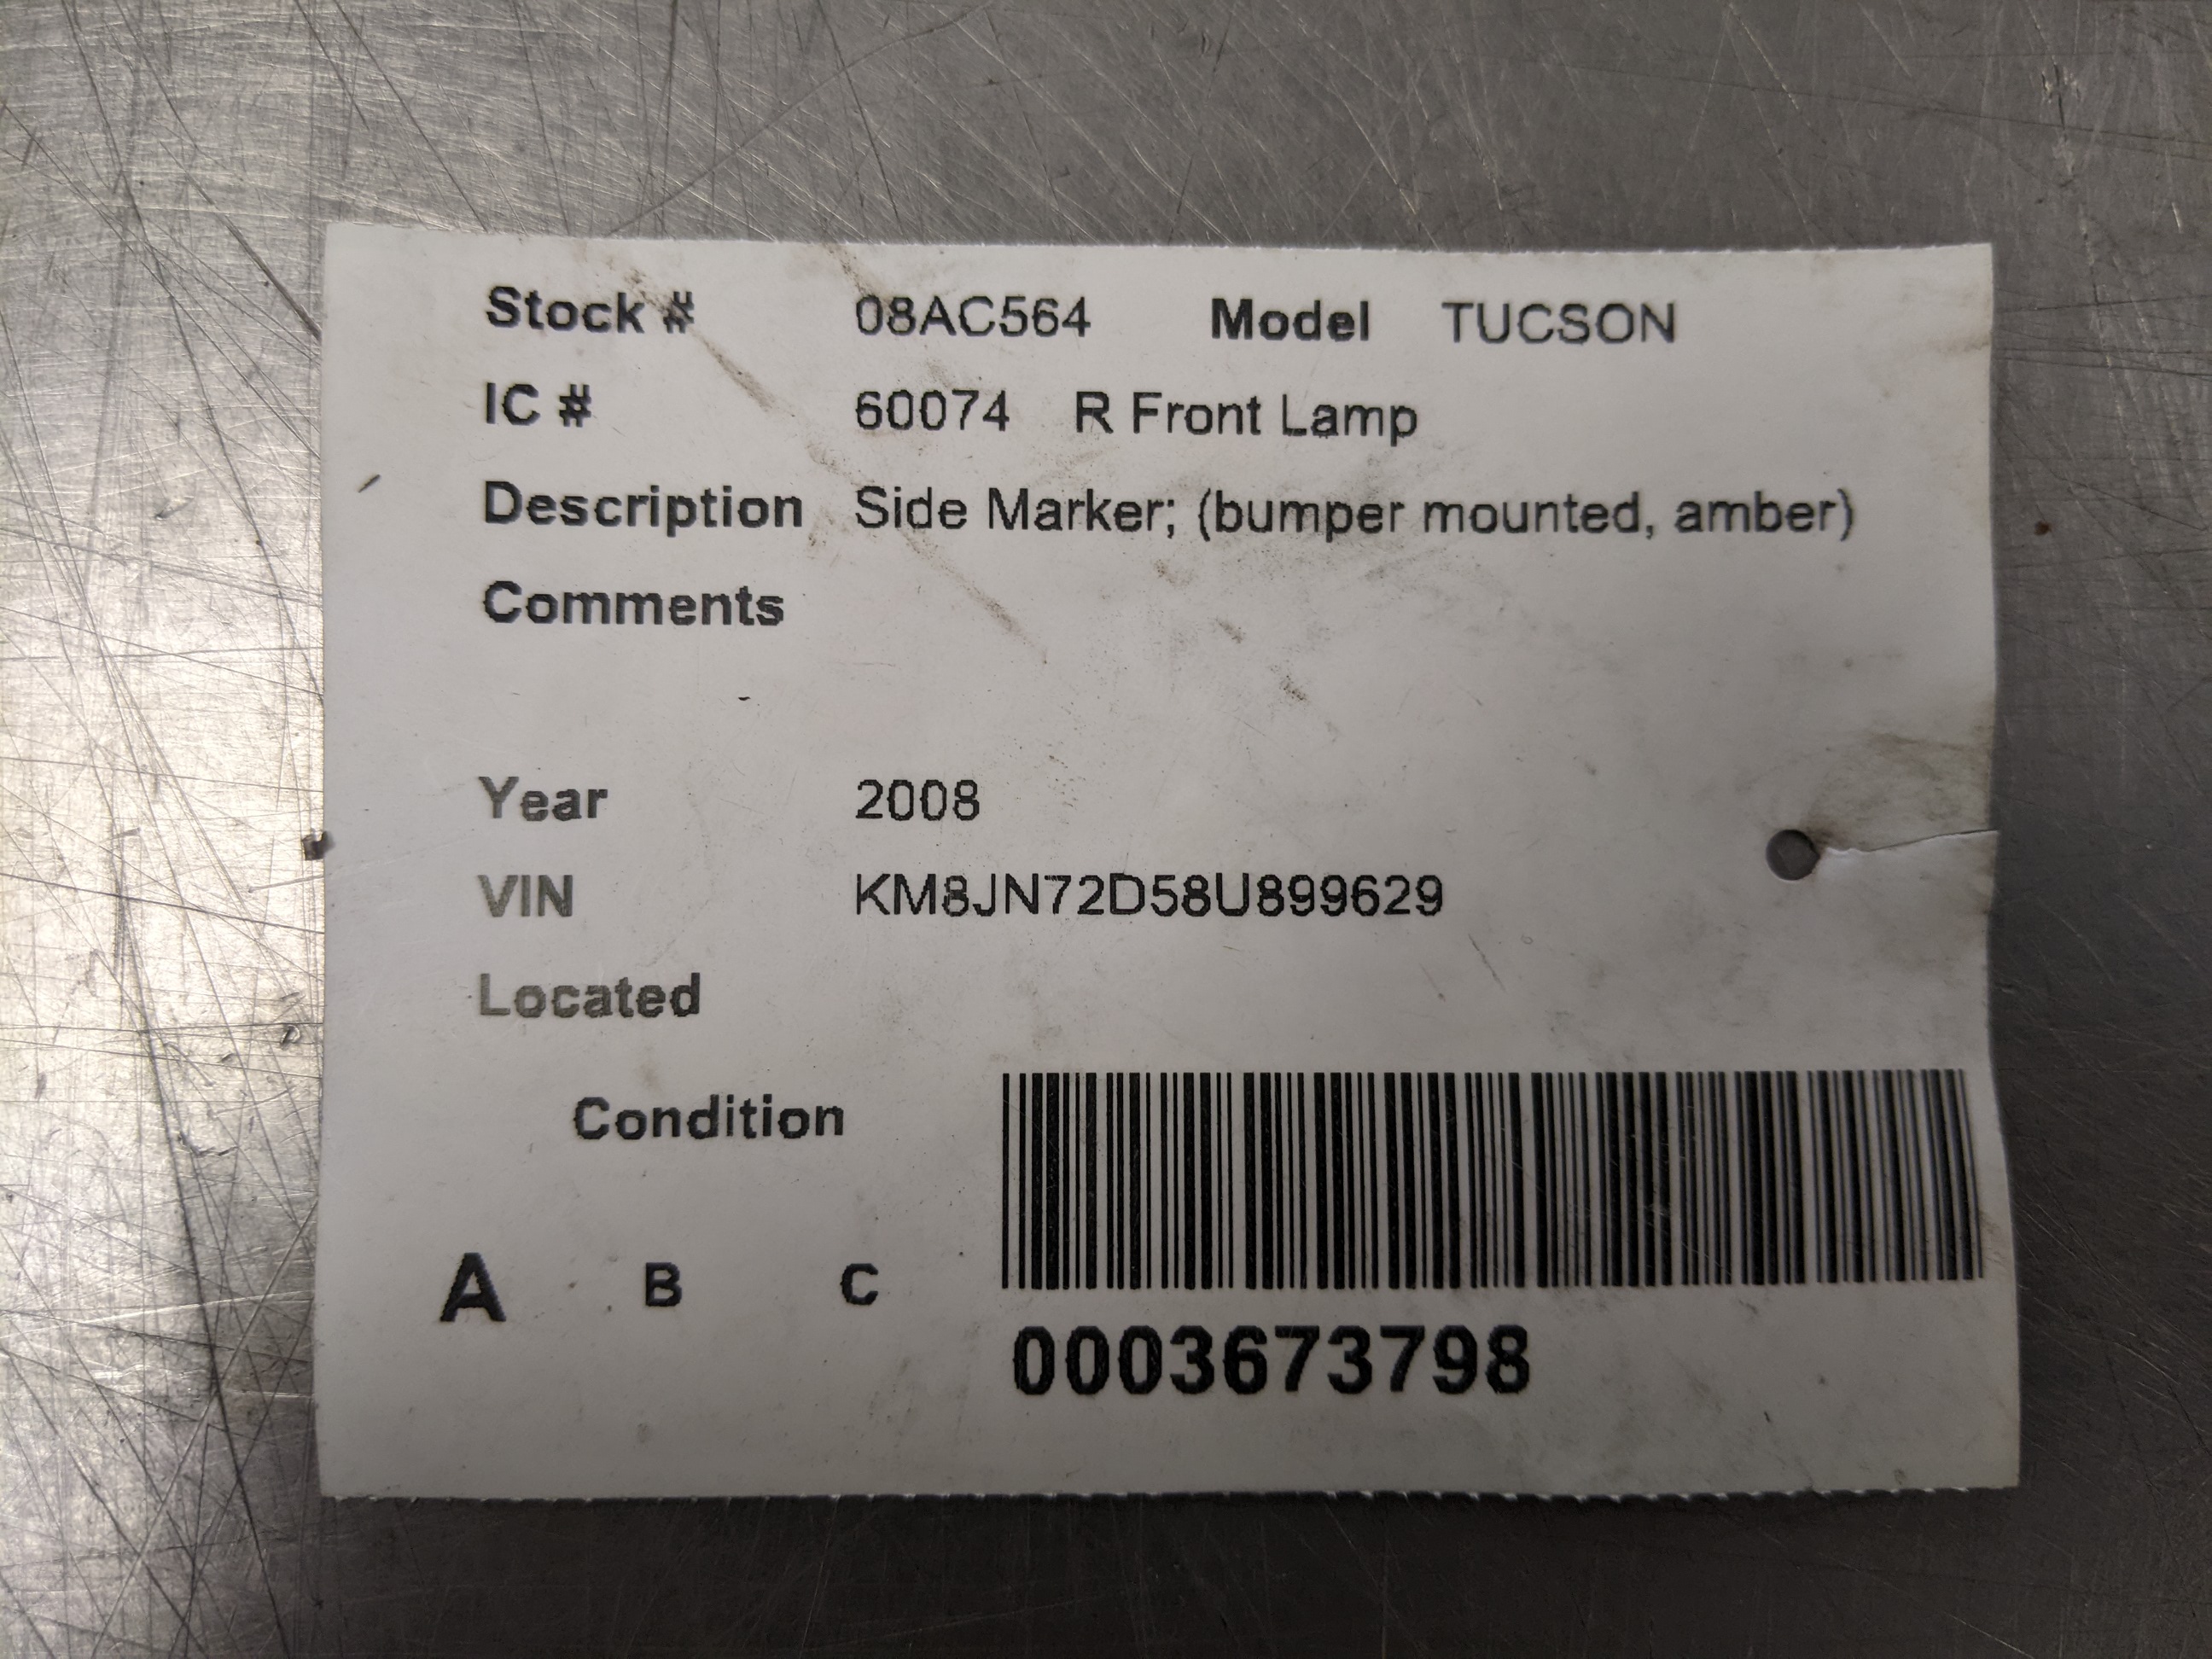 Stock # 08AC564 Model TUCSON
IC # 60074 R Front Lamp
Description Side Marker; (bumper mounted, amber)
Comments
Year 2008
VIN KM8JN72D58U899629
Located
Condition
A B C
0003673798